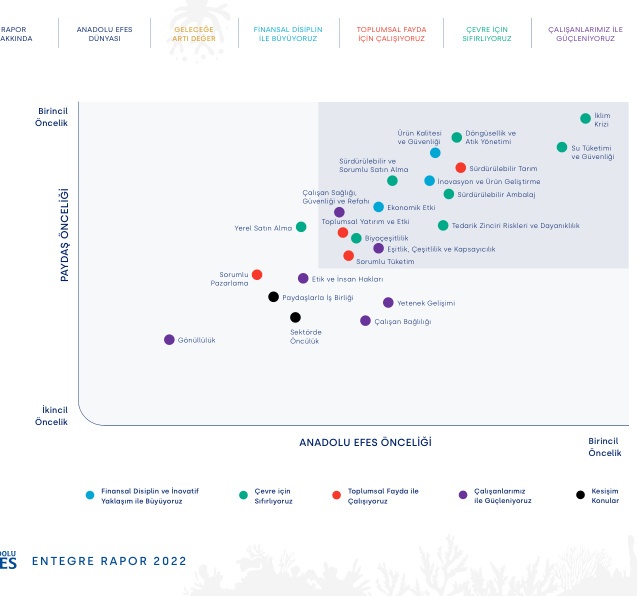 RAPOR
AKKINDA
ANADOLU EFES
DÜNYASI
GELECEĞE
ARTI DEĞER
FİNANSAL DİSİPLİN
İLE BÜYÜYORUZ
TOPLUMSAL FAYDA
İÇİN ÇALIŞIYORUZ
ÇEVRE İÇİN
SIFIRLIYORUZ
ÇALIŞANLARIMIZ İLE
GÜÇLENİYORUZ
Birincil
Öncelik
İklim
Krizi
Ürün Kalitesi
ve Güvenliği
Döngüsellik ve
Atık Yönetimi
Su Tüketimi
ve Güvenliği
Sürdürülebilir ve
Sorumlu Satın Alma
Sürdürülebilir Tarım
İnovasyon ve Ürün Geliştirme
Sürdürülebilir Ambalaj
Çalışan Sağlığı,
Güvenliği ve Refahı
Ekonomik Etki
PAYDAŞ ÖNCELİĞİ
Toplumsal Yatırım ve Etki
Yerel Satın Alma
Tedarik Zinciri Riskleri ve Dayanıklılık
Biyoçeşitlilik
Eşitlik, Çeşitlilik ve Kapsayıcılık
Sorumlu Tüketim
Sorumlu
Pazarlama
Etik ve İnsan Hakları
Paydaşlarla İş Birliği
Yetenek Gelişimi
Çalışan Bağlılığı
Sektörde
Öncülük
Gönüllülük
İkincil
Öncelik
ANADOLU EFES ÖNCELİĞİ
Birincil
Öncelik
Finansal Disiplin ve İnovatif
Yaklaşım ile Büyüyoruz
Çevre için
Sıfırlıyoruz
Toplumsal Fayda ile
Çalışıyoruz
Çalışanlarımız
ile Güçleniyoruz
Kesişim
Konular
OLU
ES
ENTEGRE RAPOR 2022